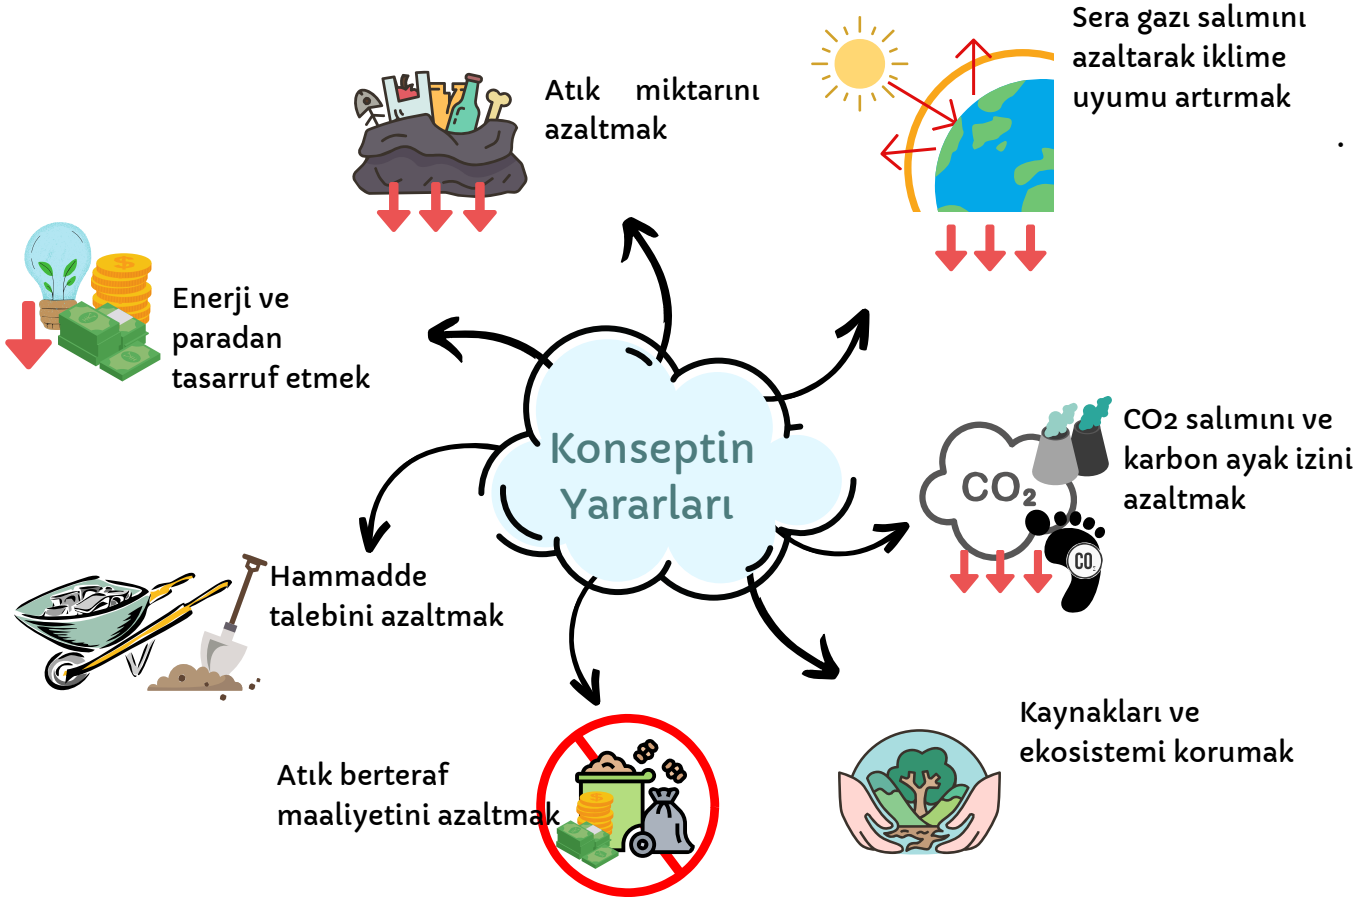 Sera gazı salımını
azaltarak iklime
uyumu artırmak
.
Atık miktarını
azaltmak
Enerji ve
paradan
tasarruf etmek
CO2 salımını ve
karbon ayak izini
azaltmak
CO₂
CO₂
Konseptin
Yararları
Hammadde
talebini azaltmak
Kaynakları ve
ekosistemi korumak
Atık berteraf
maaliyetini azaltmak